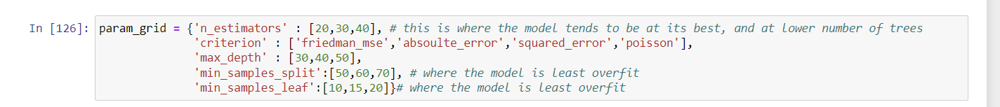 In [126]: param_grid = {'n_estimators' : [20,30,40], # this is where the model tends to be at its best, and at lower number of trees
'criterion' : ['friedman_mse','absoulte_error','squared_error','poisson'],
'max_depth' : [30,40,50],
'min_samples_split':[50,60,70], # where the model is least overfit
'min_samples_leaf':[10,15,20]}# where the model is least overfit